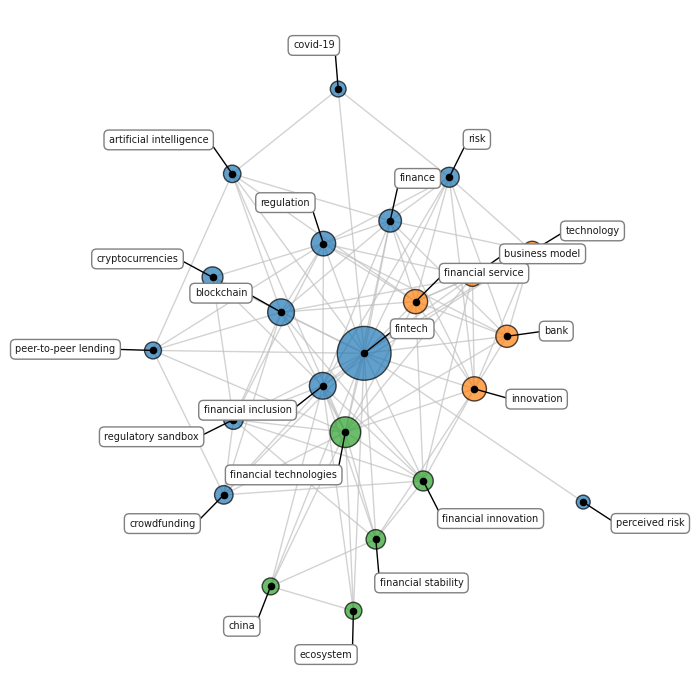 covid-19
artificial intelligence
risk
finance
regulation
technology
business model
cryptocurrencies
financial service
blockchain
fintech
bank
peer-to-peer lending
innovation
financial inclusion
regulatory sandbox
financial technologies
financial innovation
crowdfunding
perceived risk
financial stability
china
ecosystem